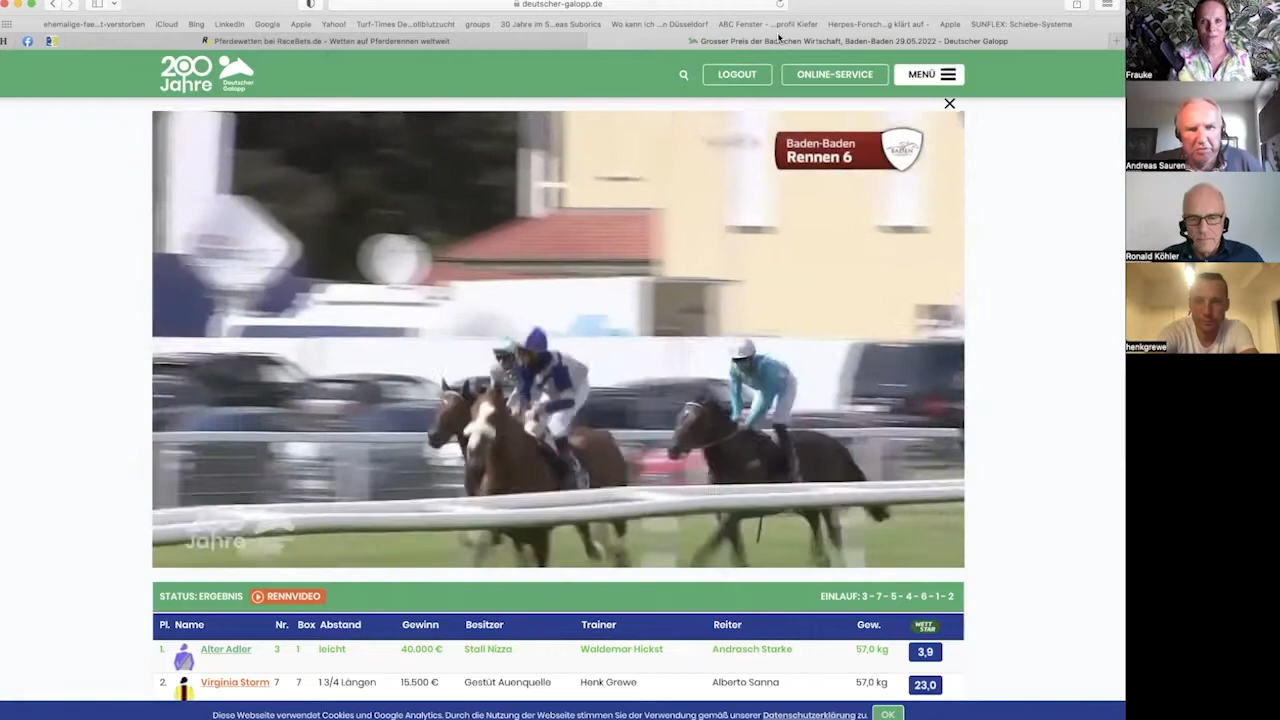 deutscher-galopp.de
ehemalige-fae...t-verstorben iCloud Bing LinkedIn Google Apple Yahoo! Turf-Times De...ollblutzucht groups 30 Jahre im S...eas Suborics Wo kann ich ...n Düsseldorf ABC Fenster - ...profil Kiefer Herpes-Forsch...g klärt auf - Apple SUNFLEX: Schiebe-Systeme
H
Pferdewetten bei RaceBets.de - Wetten auf Pferderennen weltweit
Grosser Preis der Badischen Wirtschaft, Baden-Baden 29.05.2022 - Deutscher Galopp
200
Jahre
Deutscher
Galopp
LOGOUT
ONLINE-SERVICE
MENÜ
Baden-Baden
Rennen 6
BADEN
Jahre
STATUS: ERGEBNIS RENNVIDEO EINLAUF: 3 - 7 - 5 - 4 - 6 - 1 - 2
Pl. Name Nr. Box Abstand Gewinn Besitzer Trainer Reiter Gew. WETTSTAR
1. Alter Adler 3 1 leicht 40.000 € Stall Nizza Waldemar Hickst Andrasch Starke 57,0 kg 3,9
2. Virginia Storm 7 7 1 3/4 Längen 15.500 € Gestüt Auenquelle Henk Grewe Alberto Sanna 57,0 kg 23,0
Diese Webseite verwendet Cookies und Google Analytics. Durch die Nutzung der Webseite stimmen Sie der Verwendung gemäß unserer Datenschutzerklärung zu. OK
Frauke
Andreas Sauren
Ronald Köhler
henkgrewe